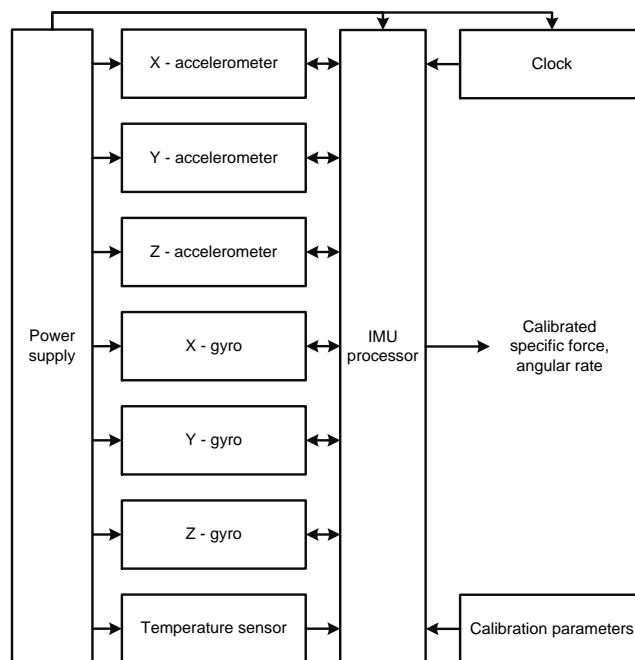 X - accelerometer
Clock
Y - accelerometer
Z - accelerometer
Power
supply
X - gyro
IMU
processor
Calibrated
specific force,
angular rate
Y - gyro
Z - gyro
Temperature sensor
Calibration parameters